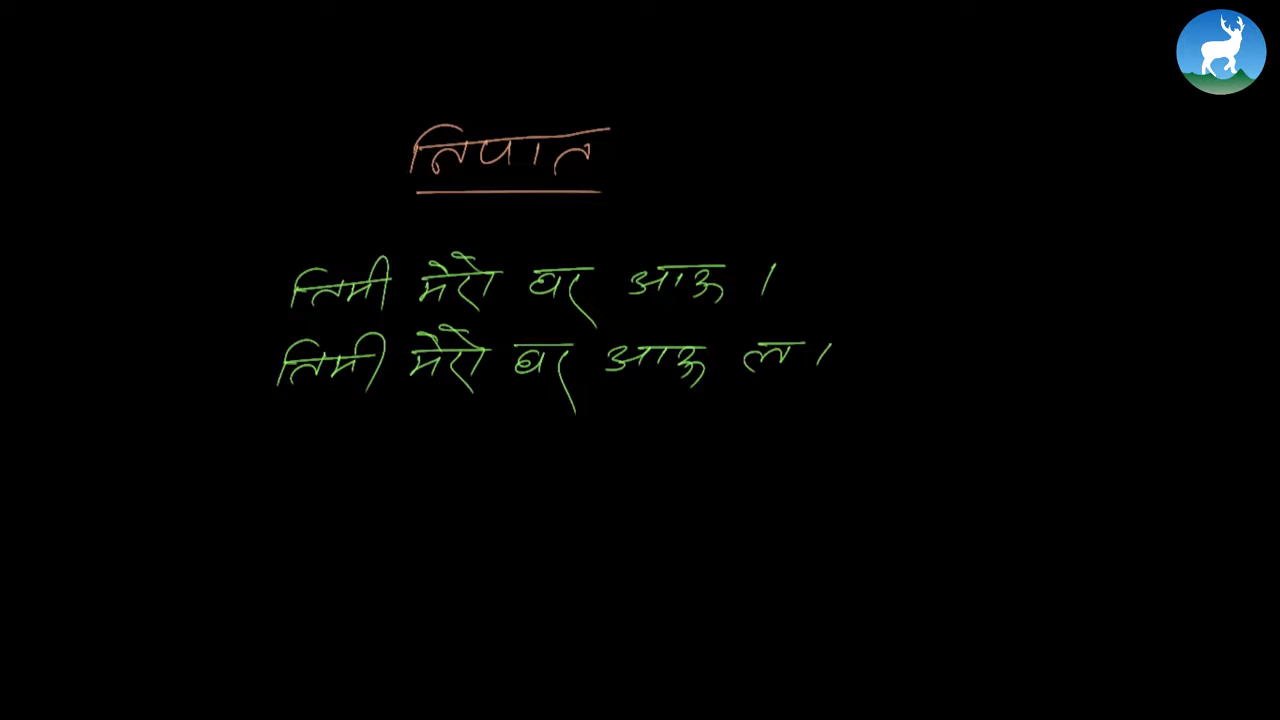 निपात
तिमी मेरो घर आऊ ।
तिमी मेरो घर आऊ ल ।